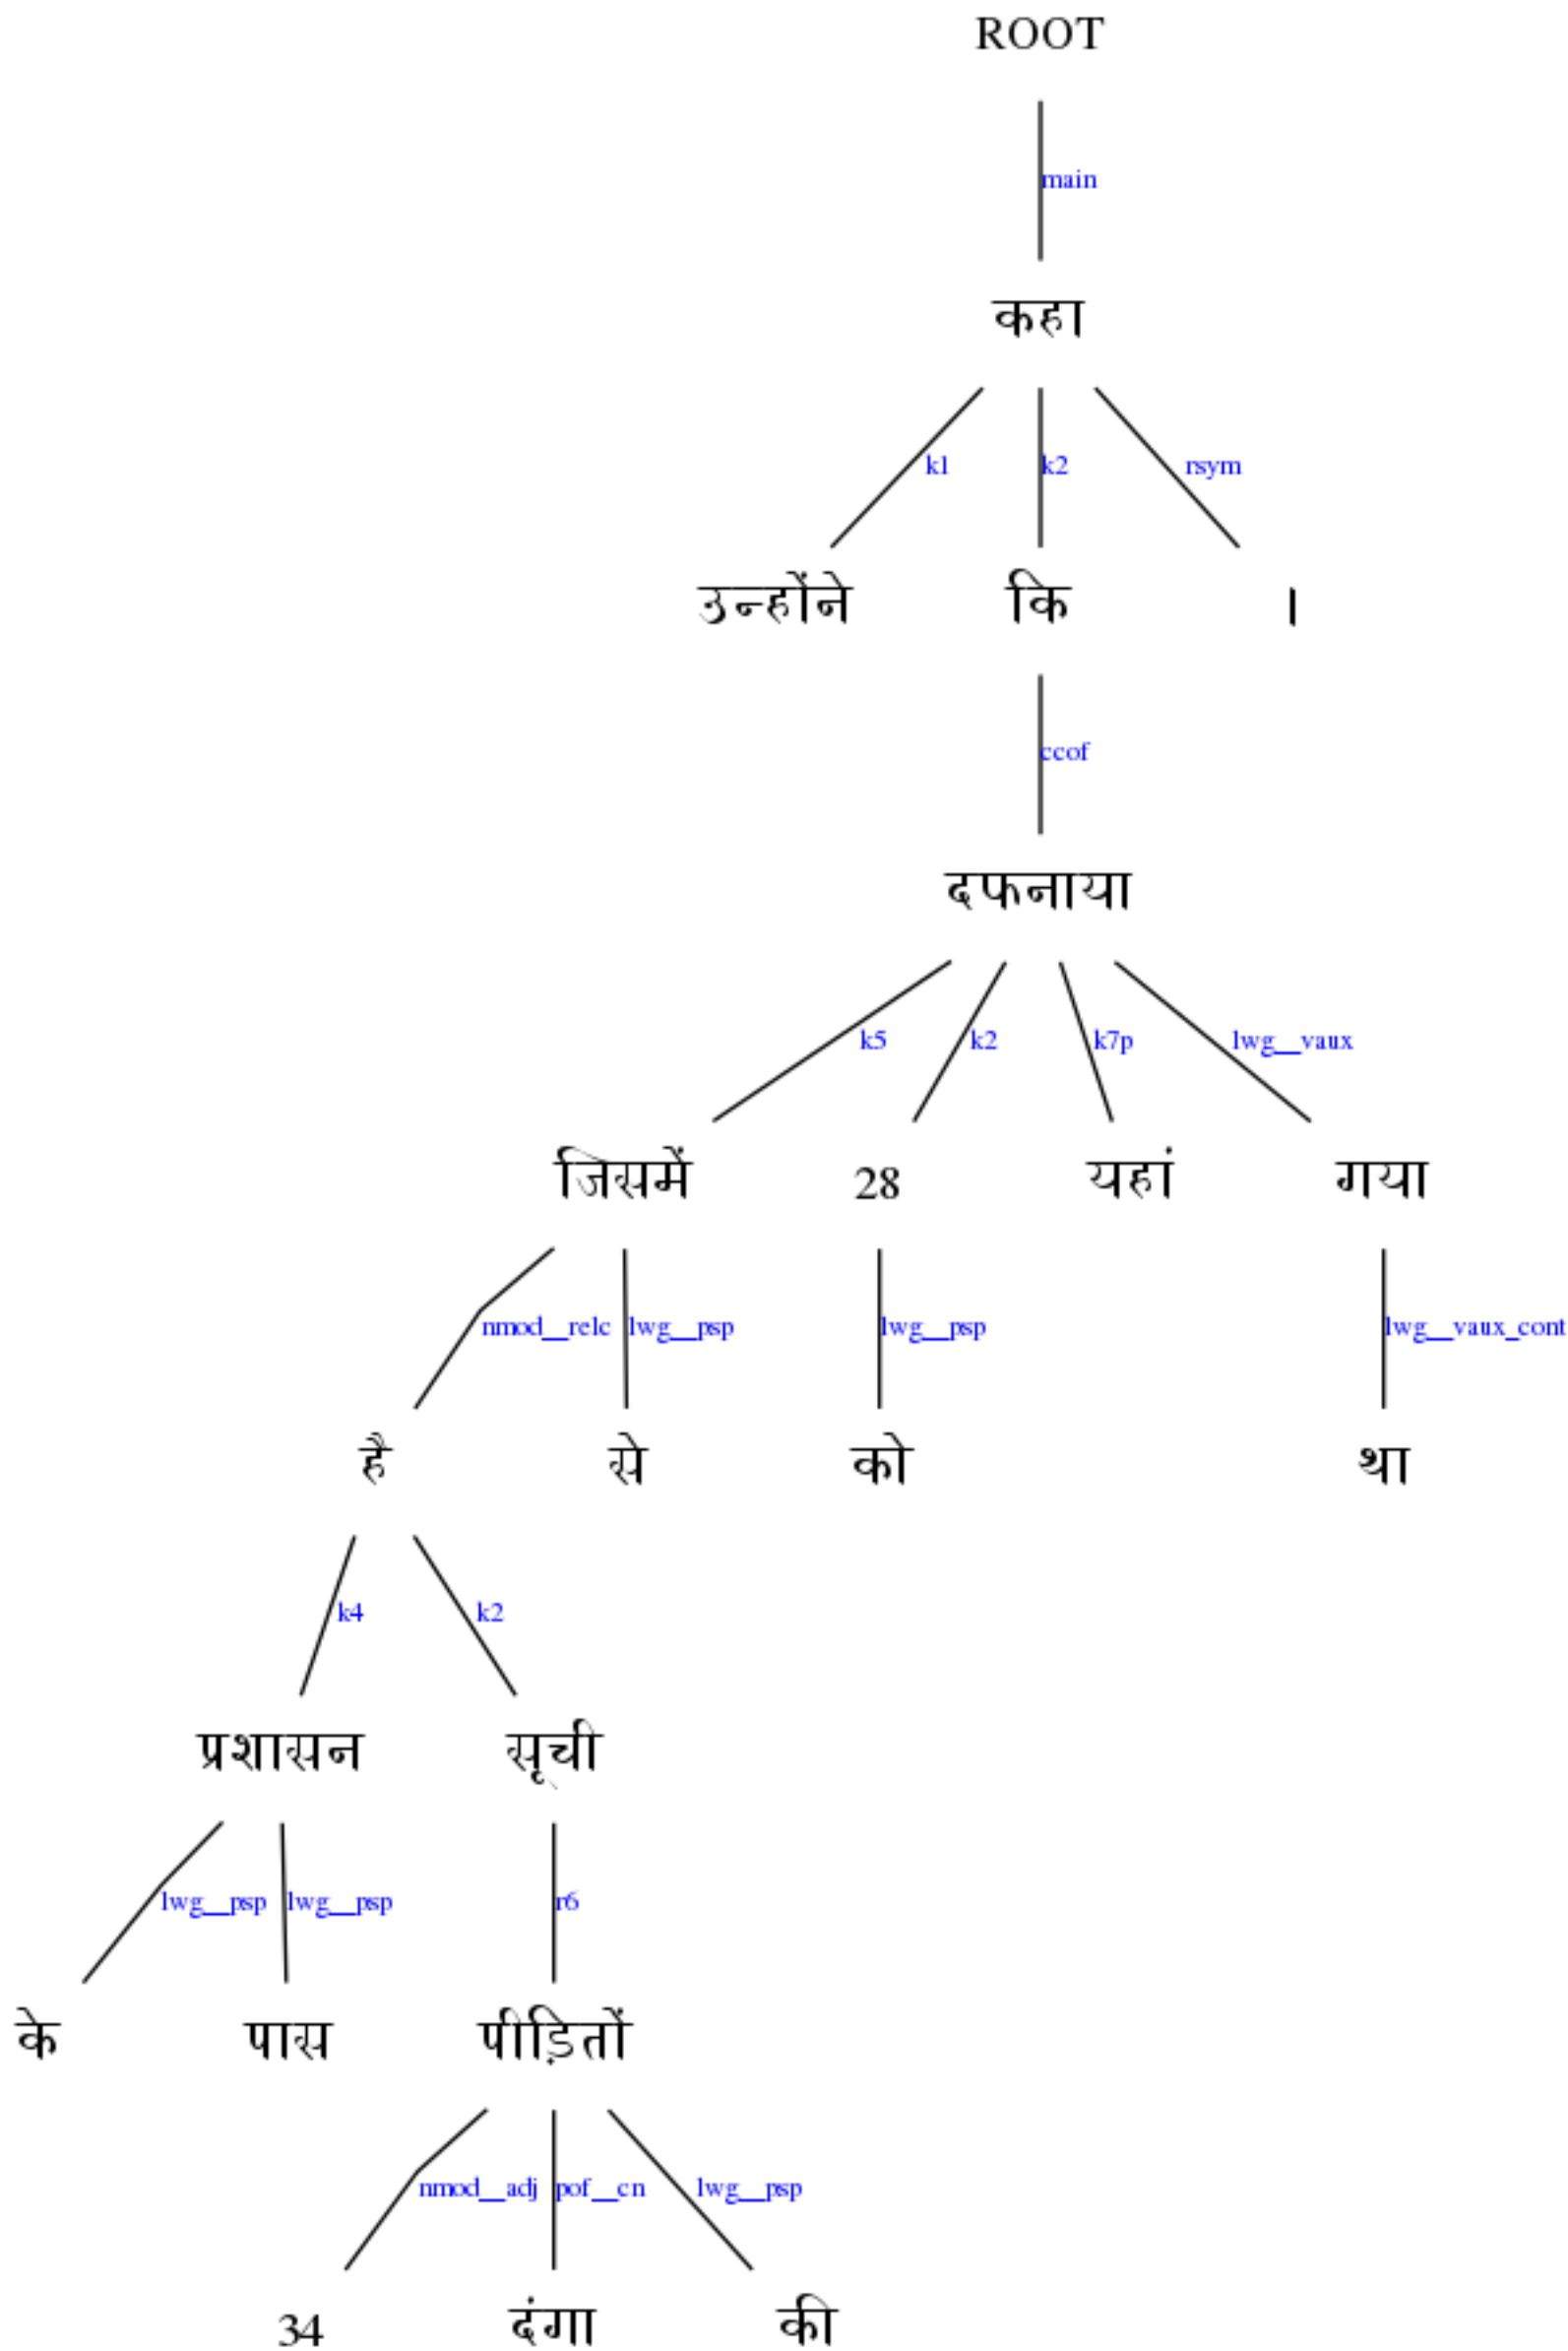 ROOT
main
कहा
k1 k2 rsym
उन्होंने कि ।
ccof
दफनाया
k5 k2 k7p lwg__vaux
जिसमें 28 यहां गया
nmod__relc lwg__psp lwg__psp lwg__vaux_cont
है से को था
k4 k2
प्रशासन सूची
lwg__psp lwg__psp r6
के पास पीड़ितों
nmod__adj pof__cn lwg__psp
34 दंगा की